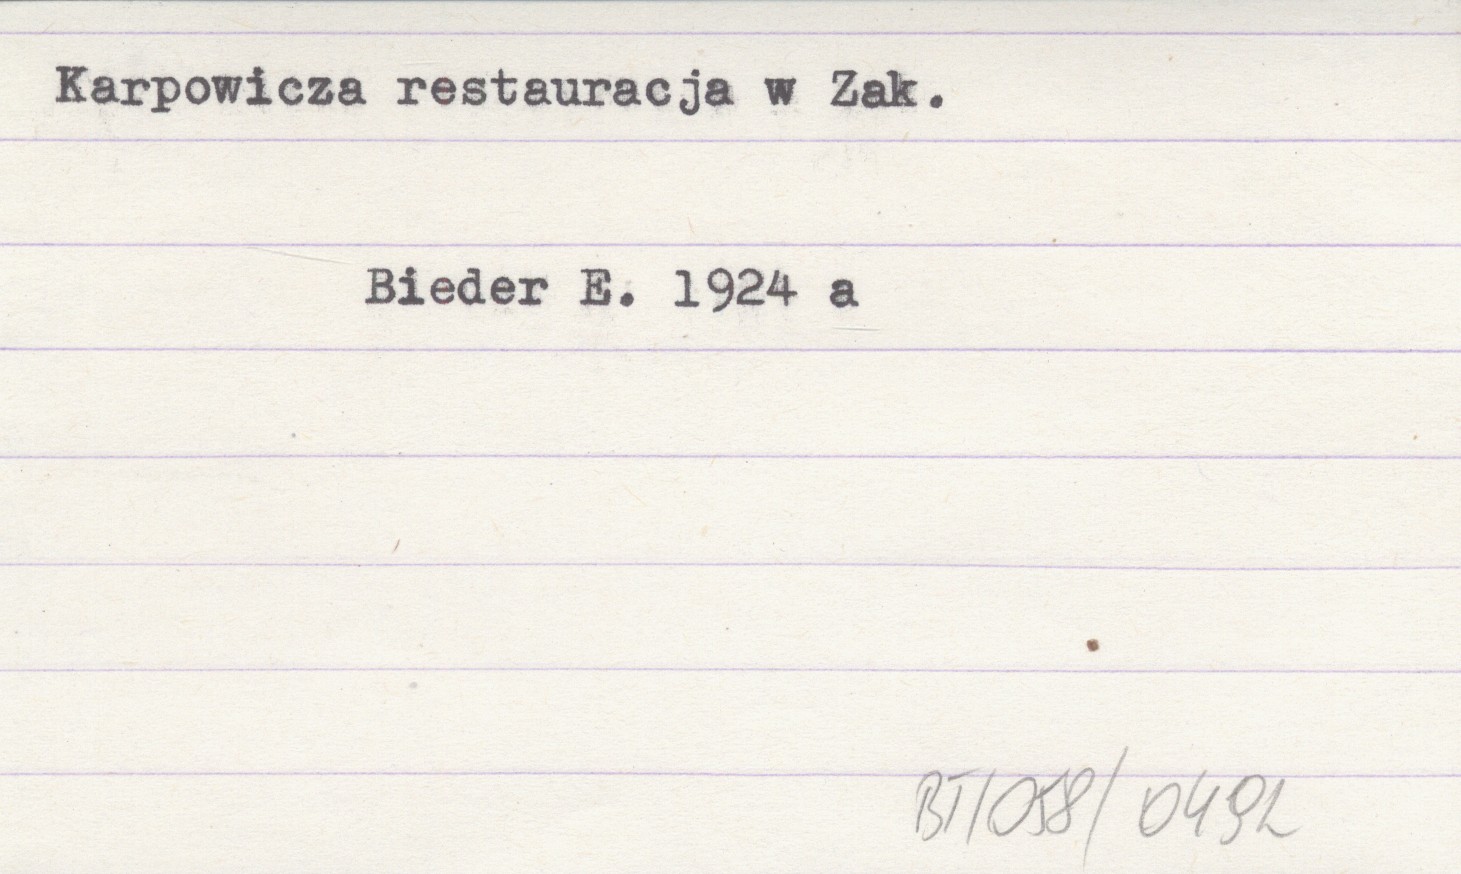 Karpowicza restauracja w Zak.
Bieder E. 1924 a
BT/058/0492